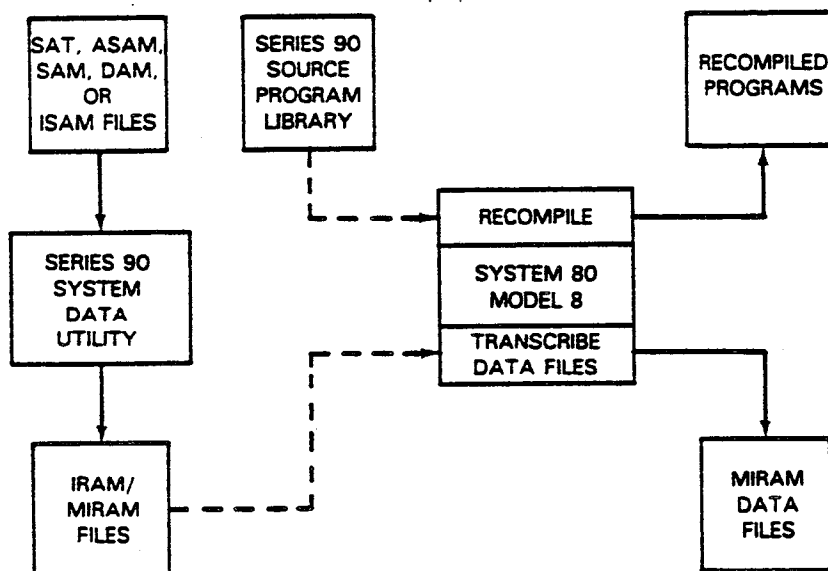 SAT, ASAM,
SAM, DAM,
OR
ISAM FILES
SERIES 90
SOURCE
PROGRAM
LIBRARY
RECOMPILED
PROGRAMS
RECOMPILE
SYSTEM 80
MODEL 8
TRANSCRIBE
DATA FILES
SERIES 90
SYSTEM
DATA
UTILITY
IRAM/
MIRAM
FILES
MIRAM
DATA
FILES